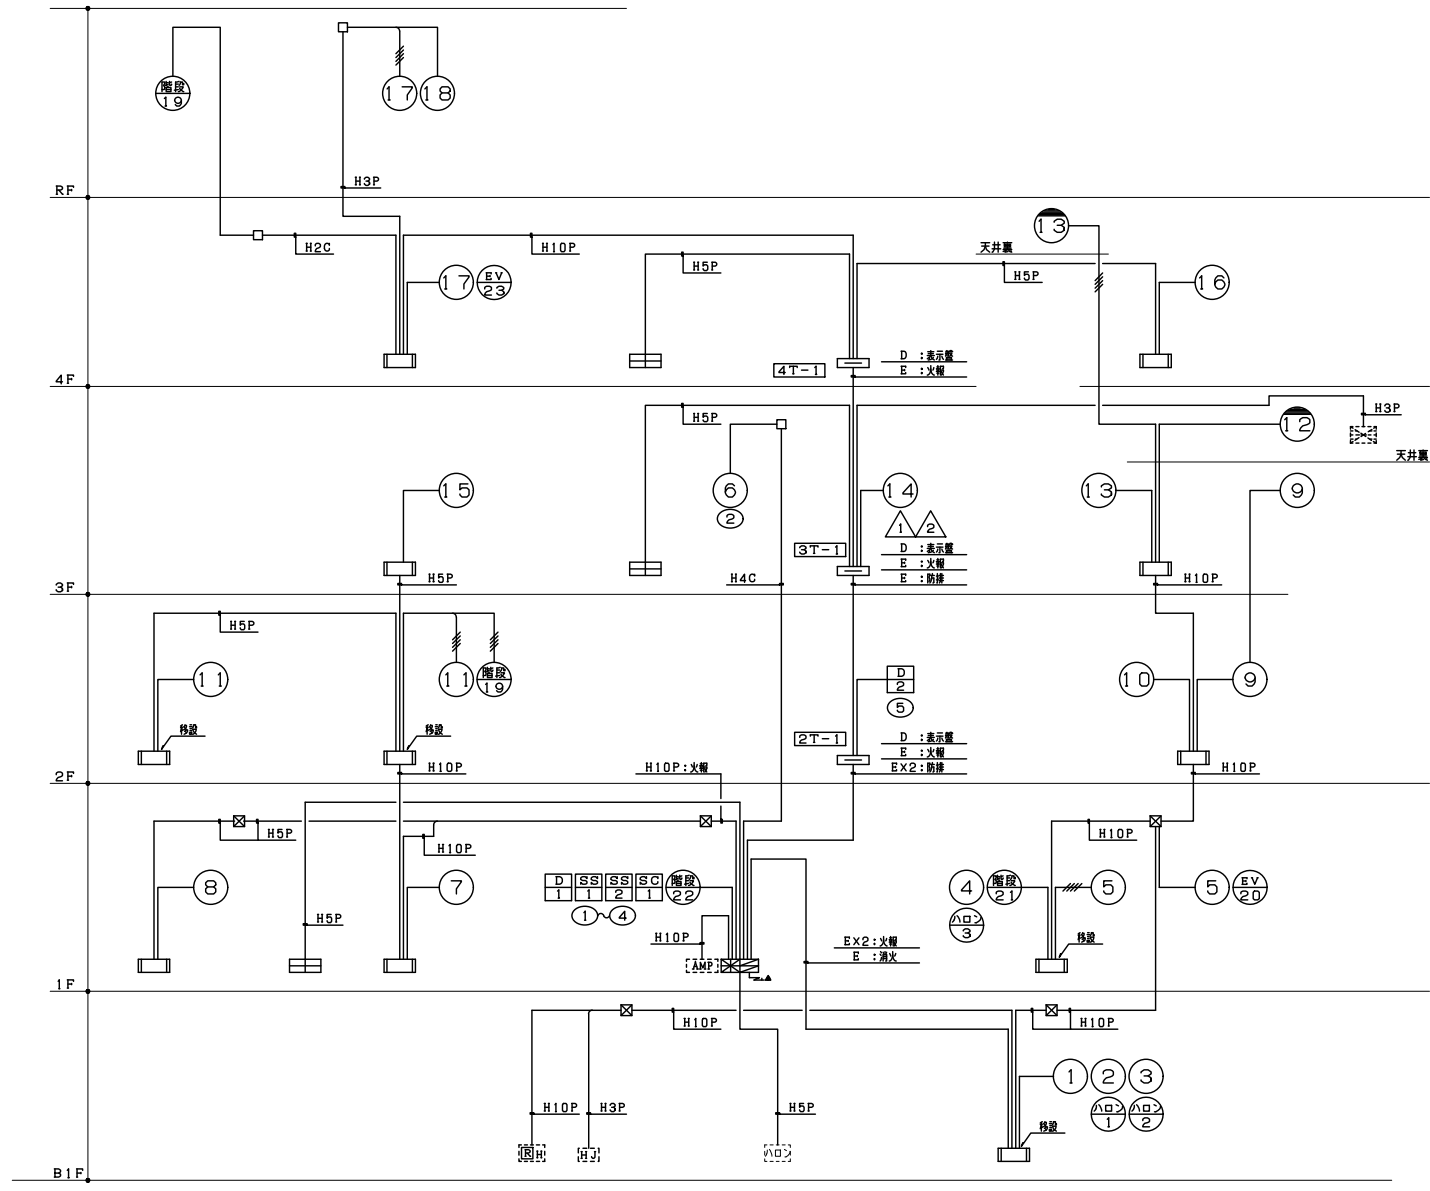 階段
19
17
18
H3P
RF
13
H2C
H10P
天井裏
H5P
H5P
17
EV
23
16
D :表示盤
4T-1
E :火報
4F
H3P
H5P
12
天井裏
15
6
14
13
9
2
1
2
3T-1
D :表示盤
E :火報
H5P
H4C
E :防排
H10P
3F
H5P
11
11
階段
19
D
2
10
9
5
移設
移設
2T-1
D :表示盤
E :火報
H10P
H10P:火報
EX2:防排
H10P
2F
H5P
H10P
H10P
8
7
D
1
SS
1
SS
2
SC
1
階段
22
4
階段
21
5
5
EV
20
1~4
H5P
ハロン
3
H10P
EX2:火報
移設
E :消火
AMP
1F
H10P
H10P
1
2
3
H10P
H3P
H5P
ハロン
1
ハロン
2
移設
R H
HJ
ハロン
B1F